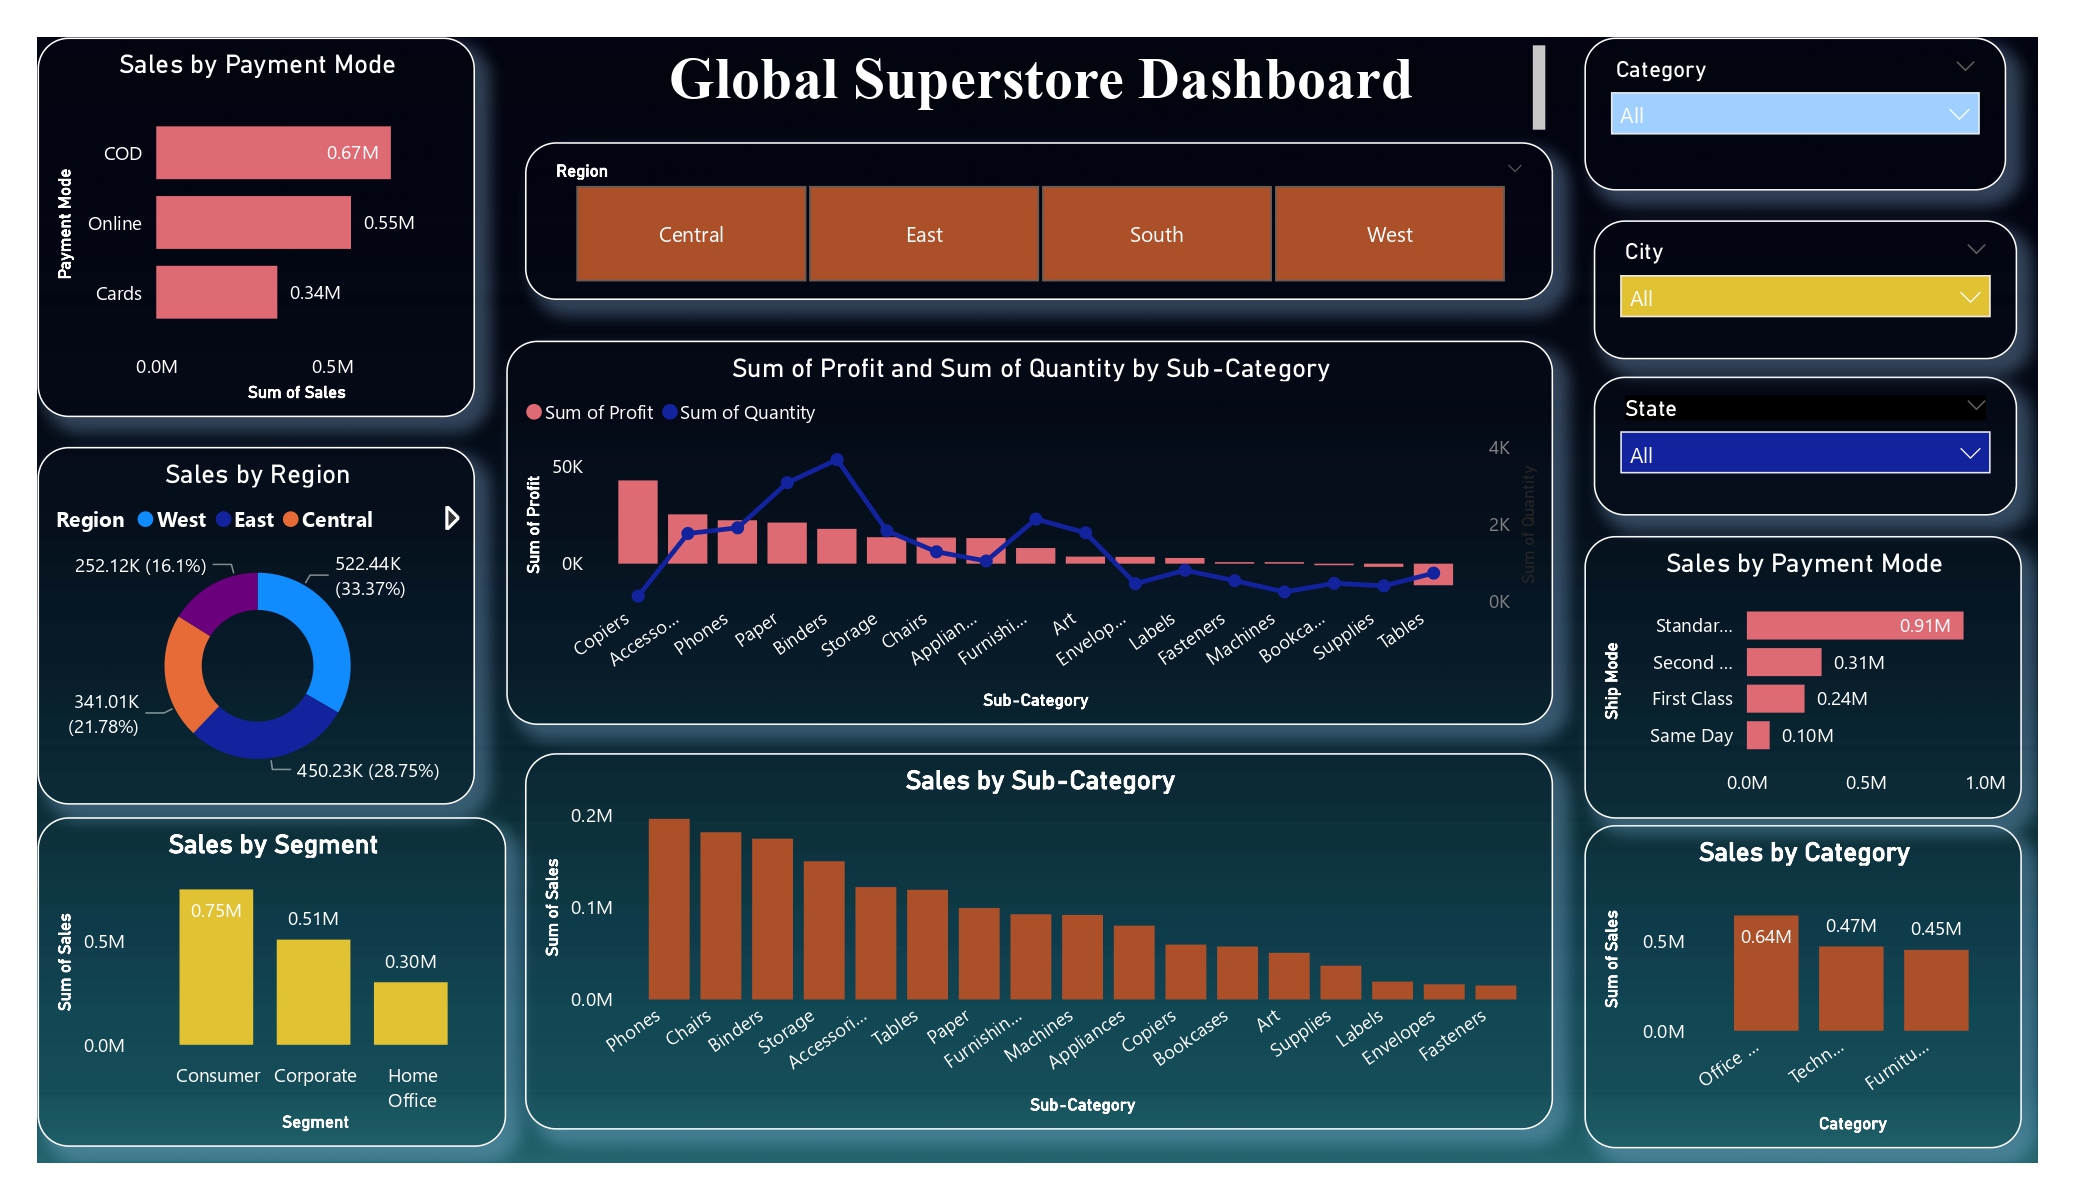 Global Superstore Dashboard
Sales by Payment Mode
Payment Mode
COD
0.67M
Online
0.55M
Cards
0.34M
0.0M
0.5M
Sum of Sales
Region
Central
East
South
West
Category
All
City
All
State
All
Sales by Region
Region
West
East
Central
252.12K (16.1%)
522.44K
(33.37%)
341.01K
(21.78%)
450.23K (28.75%)
Sum of Profit and Sum of Quantity by Sub-Category
Sum of Profit
Sum of Quantity
Sum of Profit
50K
0K
4K
2K
0K
Sum of Quantity
Copiers
Accesso...
Phones
Paper
Binders
Storage
Chairs
Applian...
Furnishi...
Art
Envelop...
Labels
Fasteners
Machines
Bookca...
Supplies
Tables
Sub-Category
Sales by Payment Mode
Ship Mode
Standar...
0.91M
Second ...
0.31M
First Class
0.24M
Same Day
0.10M
0.0M
0.5M
1.0M
Sales by Segment
Sum of Sales
0.5M
0.0M
0.75M
0.51M
0.30M
Consumer
Corporate
Home
Office
Segment
Sales by Sub-Category
Sum of Sales
0.2M
0.1M
0.0M
Phones
Chairs
Binders
Storage
Accessori...
Tables
Paper
Furnishin...
Machines
Appliances
Copiers
Bookcases
Art
Supplies
Labels
Envelopes
Fasteners
Sub-Category
Sales by Category
Sum of Sales
0.5M
0.0M
0.64M
0.47M
0.45M
Office ...
Techn...
Furnitu...
Category